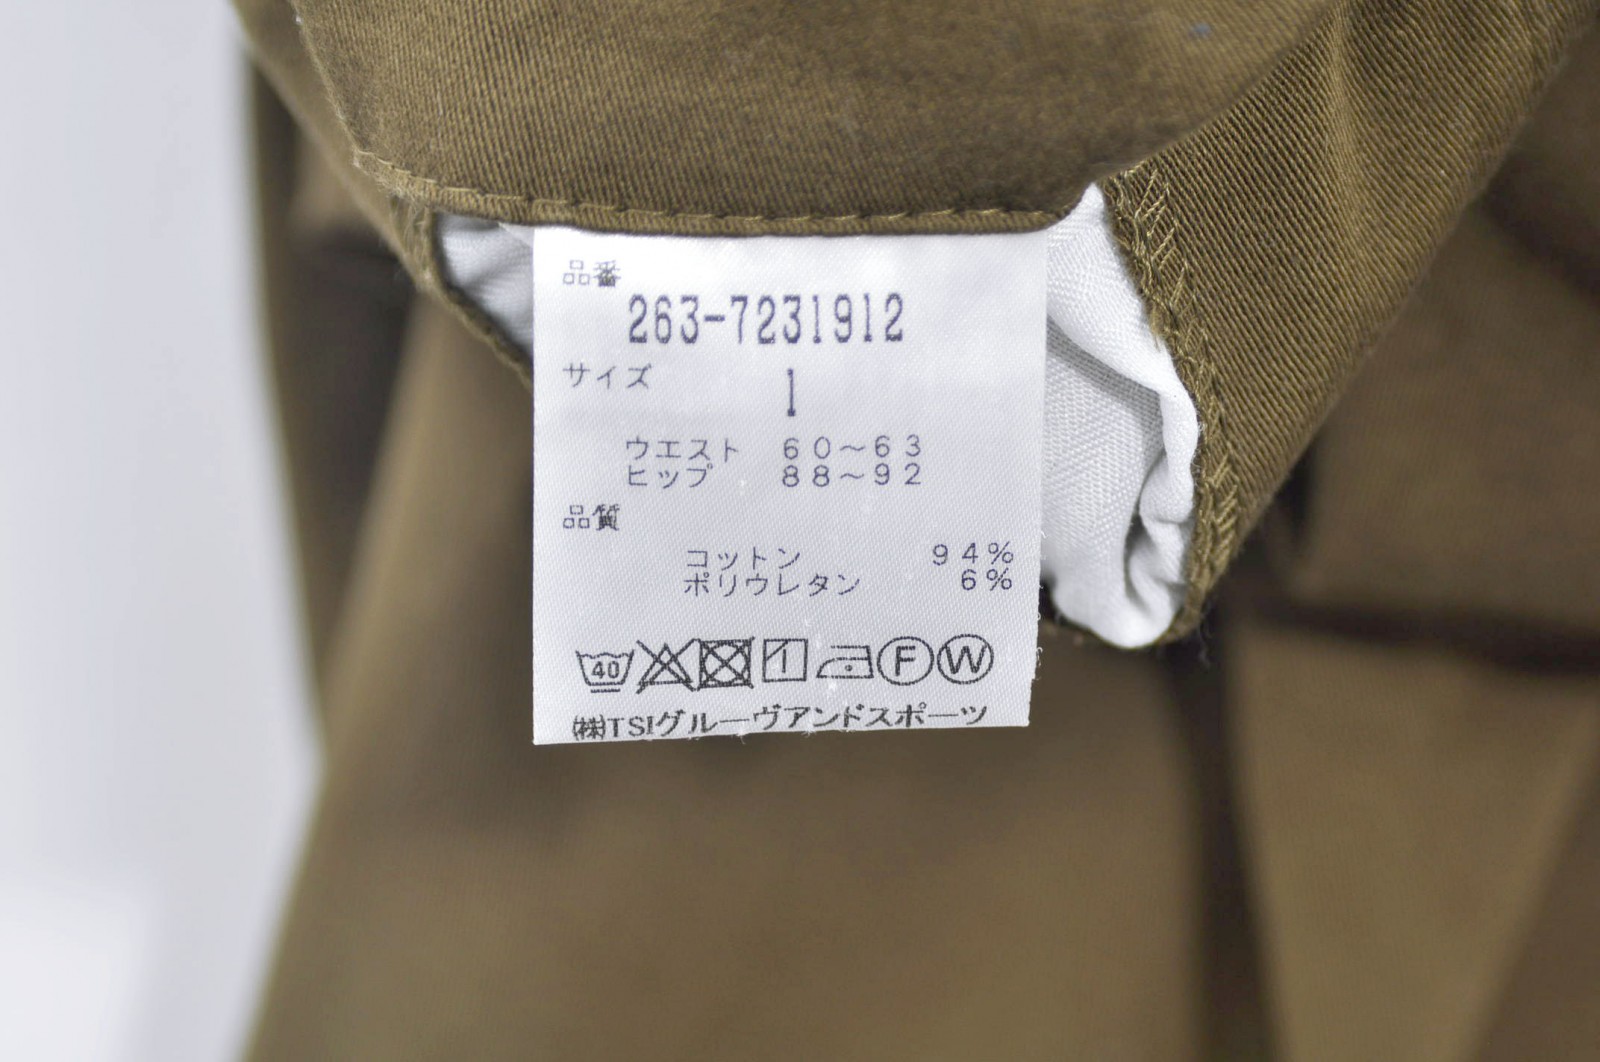 品番
263-7231912
サイズ 1
ウエスト 60~63
ヒップ 88~92
品質
コットン 94%
ポリウレタン 6%
40 F W
㈱TSIグルーヴアンドスポーツ